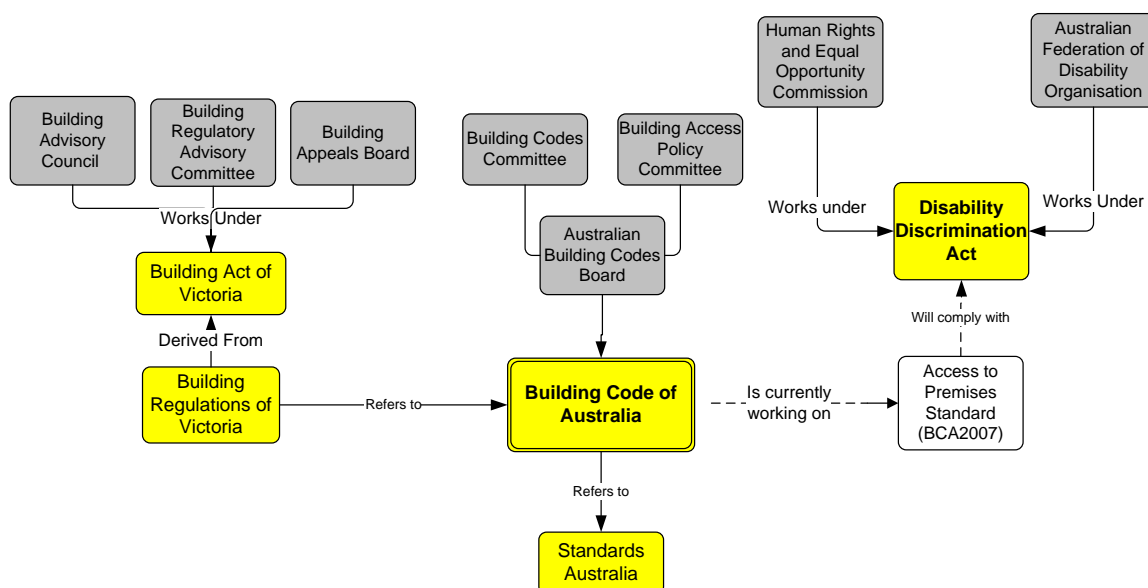 Human Rights
and Equal
Opportunity
Commission
Australian
Federation of
Disability
Organisation
Building
Advisory
Council
Building
Regulatory
Advisory
Committee
Building
Appeals Board
Building Codes
Committee
Building Access
Policy
Committee
Works Under
Works under
Works Under
Disability
Discrimination
Act
Australian
Building Codes
Board
Building Act of
Victoria
Will comply with
Derived From
Building
Regulations of
Victoria
Refers to
Building Code of
Australia
Is currently
working on
Access to
Premises
Standard
(BCA2007)
Refers to
Standards
Australia